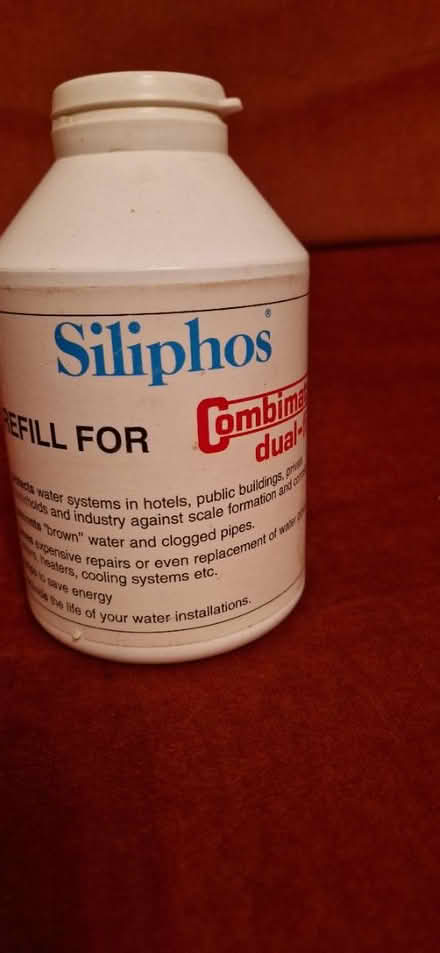 Siliphos®
REFILL FOR
Combima
dual-
water systems in hotels, public buildings, private
and industry against scale formation and
"brown" water and clogged pipes.
expensive repairs or even replacement of water
heaters, cooling systems etc.
to save energy
the life of your water installations.